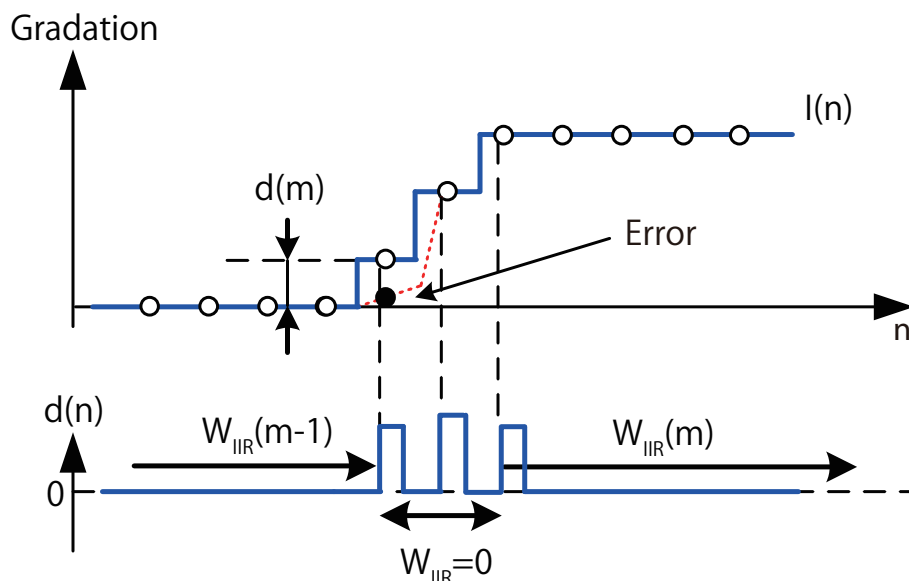 Gradation
I(n)
d(m)
Error
n
d(n)
W_IIR(m-1)
W_IIR(m)
0
W_IIR=0